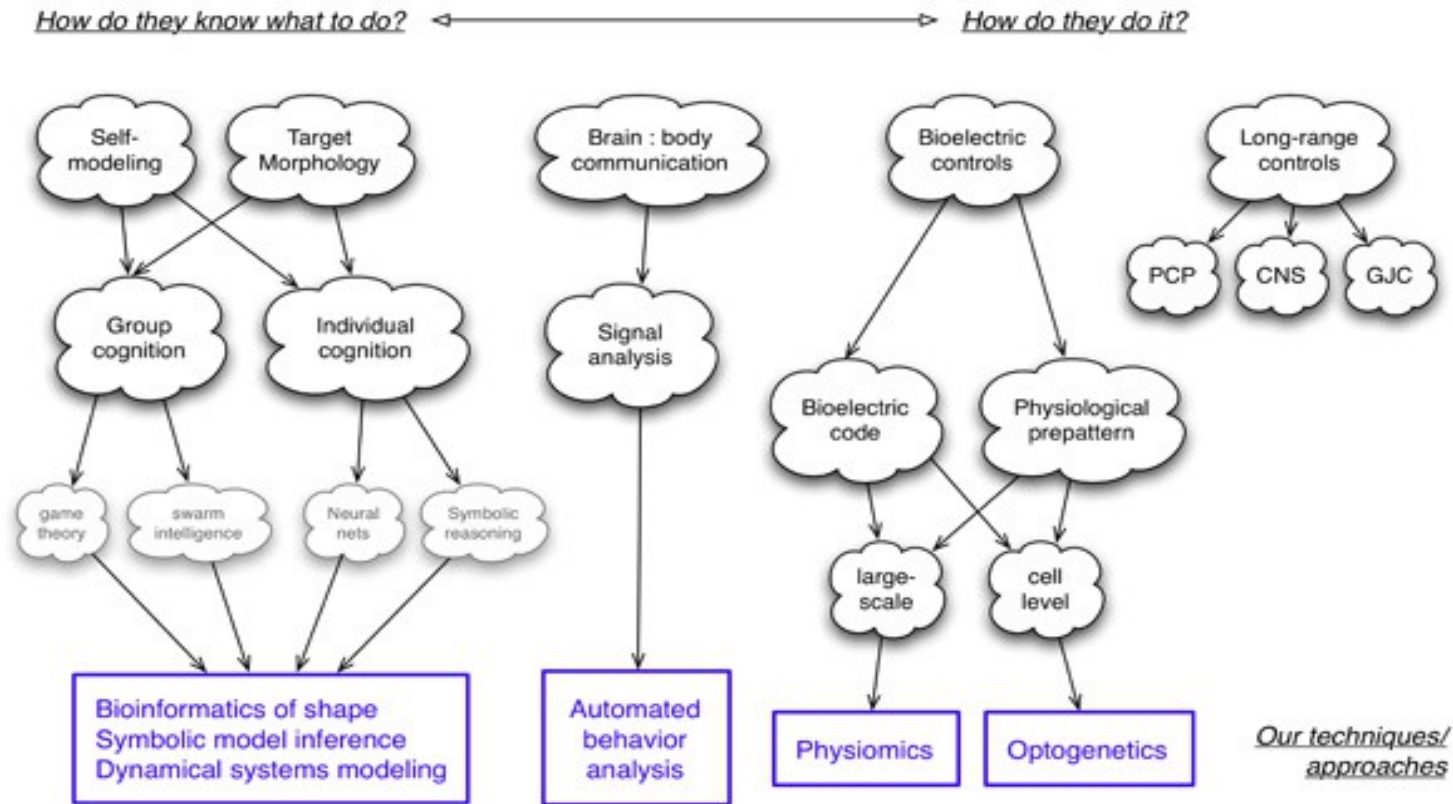 How do they know what to do?
How do they do it?
Self-
modeling
Target
Morphology
Brain : body
communication
Bioelectric
controls
Long-range
controls
PCP
CNS
GJC
Group
cognition
Individual
cognition
Signal
analysis
Bioelectric
code
Physiological
prepattern
game
theory
swarm
intelligence
Neural
nets
Symbolic
reasoning
large-
scale
cell
level
Bioinformatics of shape
Symbolic model inference
Dynamical systems modeling
Automated
behavior
analysis
Physiomics
Optogenetics
Our techniques/
approaches